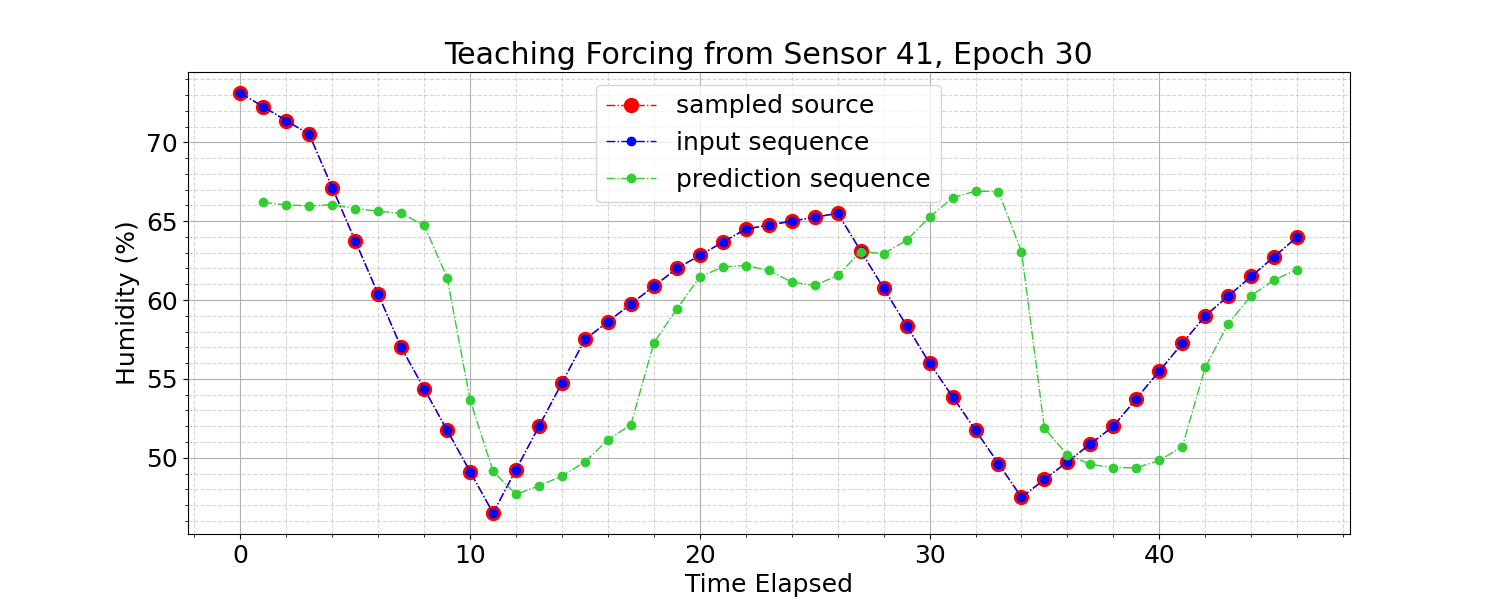 Teaching Forcing from Sensor 41, Epoch 30
sampled source
input sequence
prediction sequence
Humidity (%)
70
65
60
55
50
0 10 20 30 40
Time Elapsed